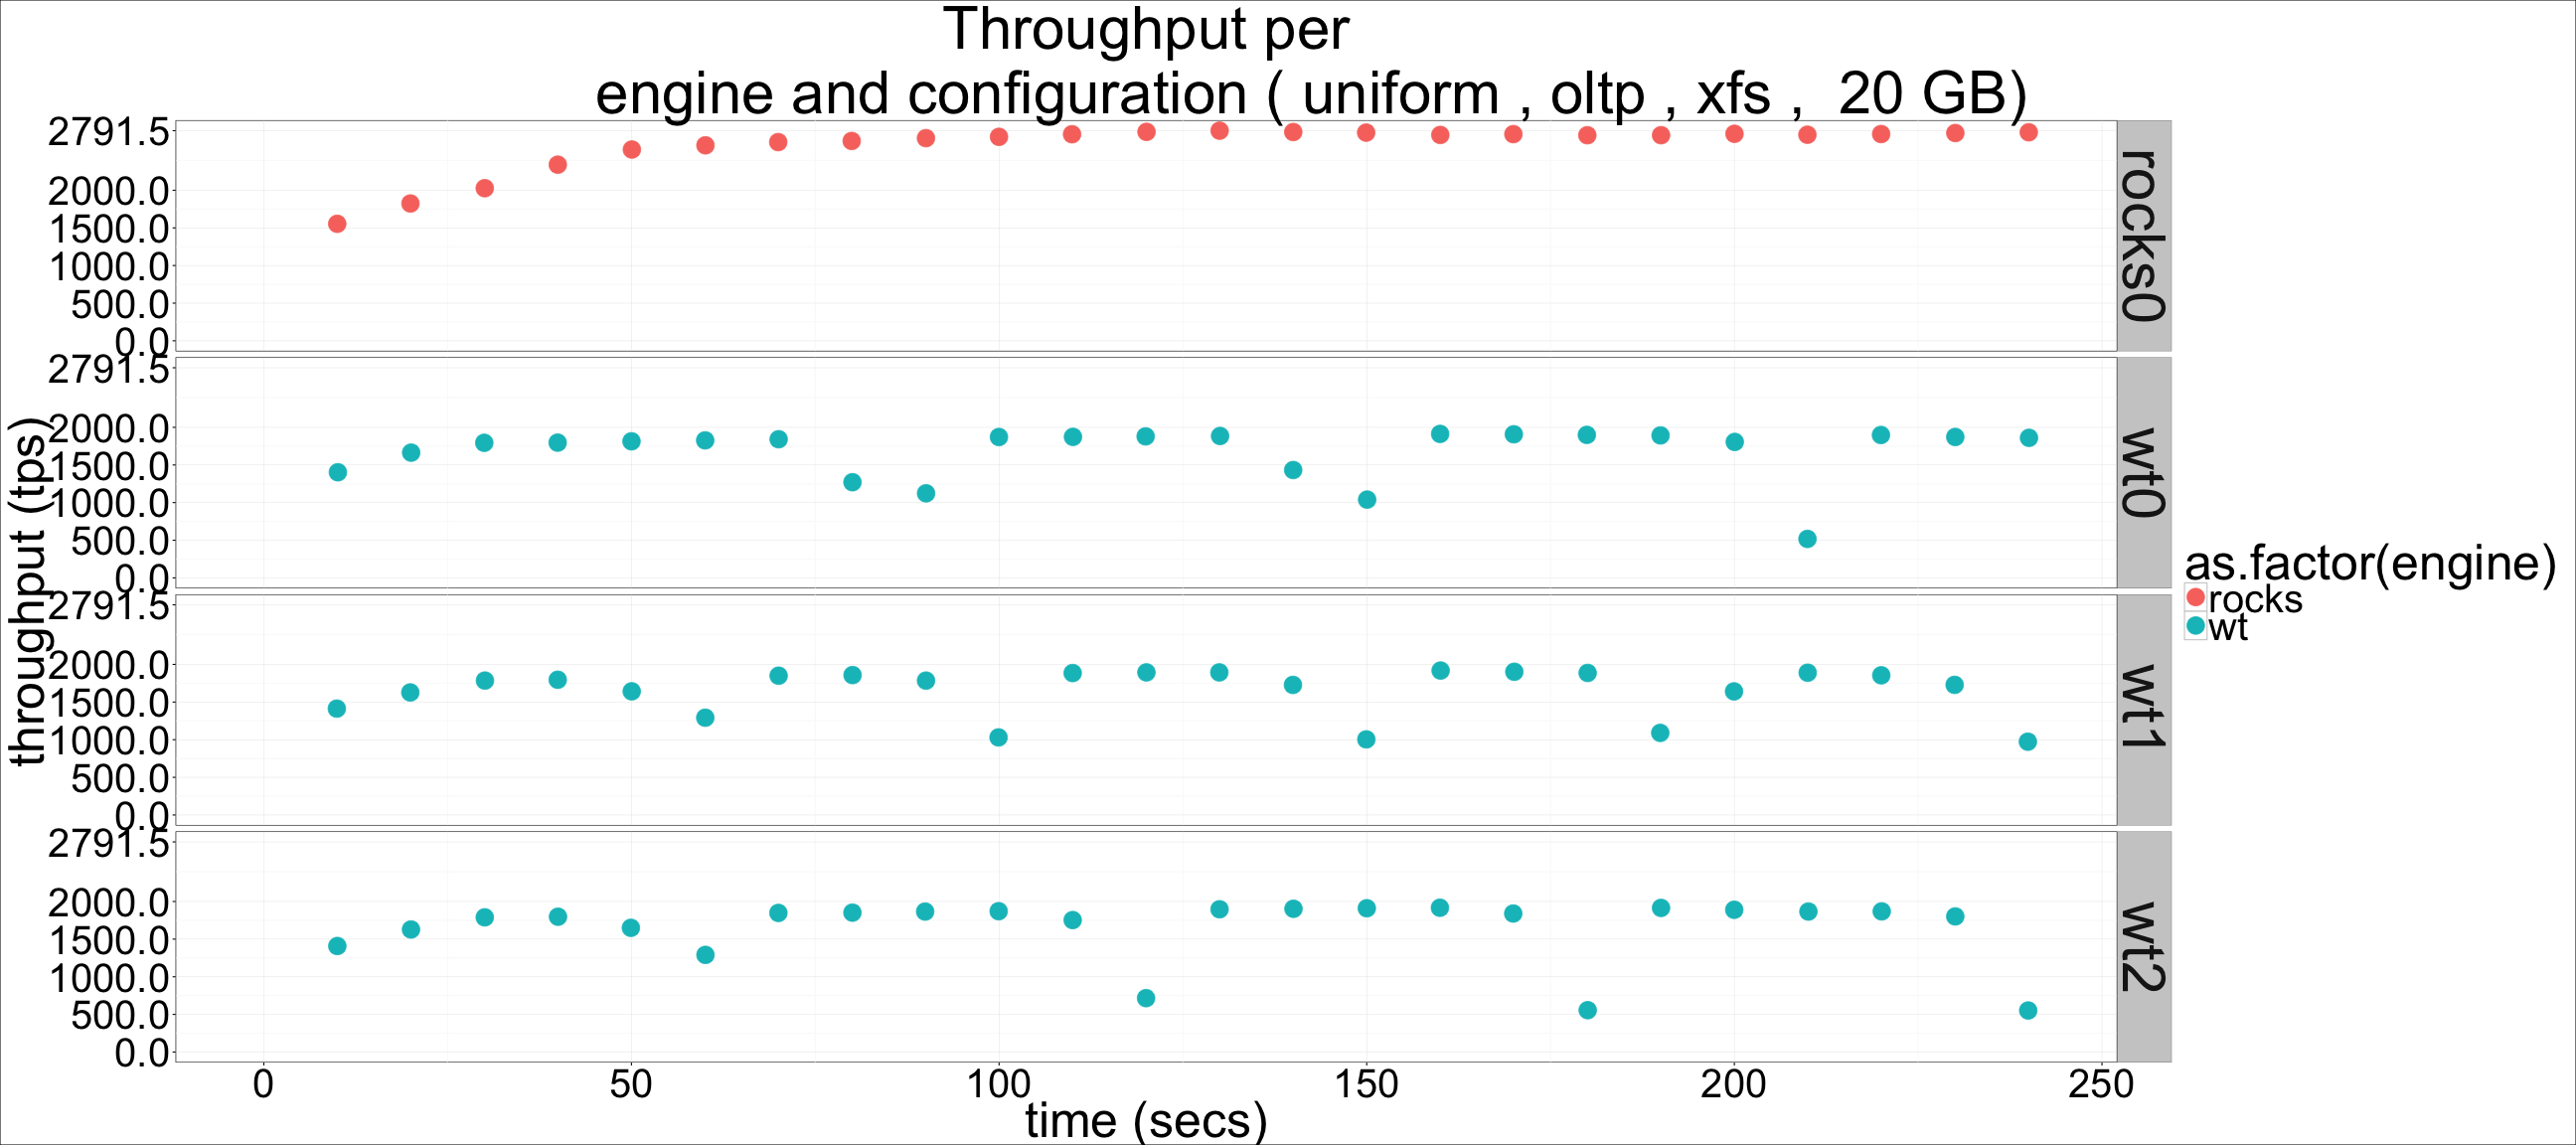 Throughput per
engine and configuration ( uniform , oltp , xfs ,  20 GB)
throughput (tps)
2791.5
2000.0
1500.0
1000.0
500.0
0.0
rocks0
2791.5
2000.0
1500.0
1000.0
500.0
0.0
wt0
2791.5
2000.0
1500.0
1000.0
500.0
0.0
wt1
2791.5
2000.0
1500.0
1000.0
500.0
0.0
wt2
0 50 100 150 200 250
time (secs)
as.factor(engine)
rocks
wt